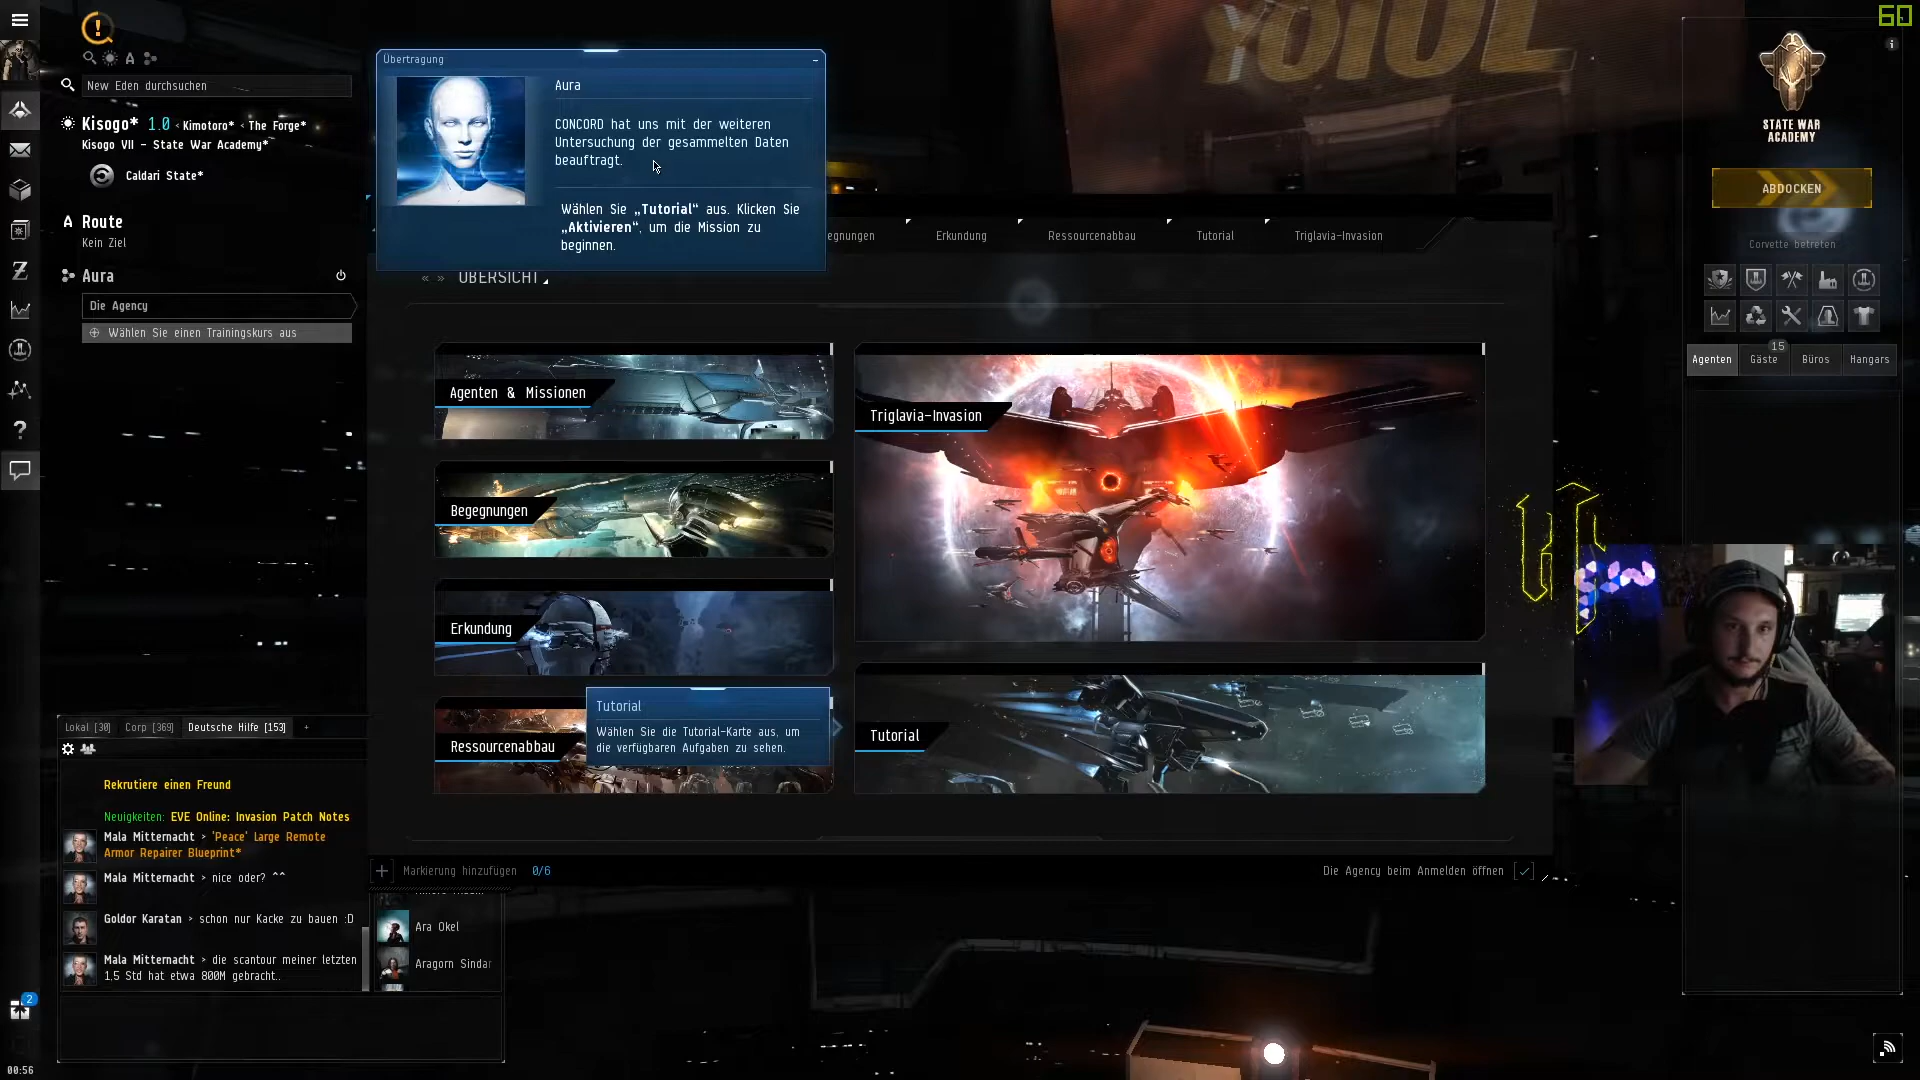 60
New Eden durchsuchen
Kisogo* 1.0 < Kimotoro* < The Forge*
Kisogo VII - State War Academy*
Caldari State*
Route
Kein Ziel
Aura
Die Agency
Wählen Sie einen Trainingskurs aus
Übertragung
Aura
CONCORD hat uns mit der weiteren
Untersuchung der gesammelten Daten
beauftragt.
Wählen Sie „Tutorial“ aus. Klicken Sie
„Aktivieren“, um die Mission zu
beginnen.
egnungen
Erkundung
Ressourcenabbau
Tutorial
Triglavia-Invasion
« » ÜBERSICHT
Agenten & Missionen
Begegnungen
Erkundung
Ressourcenabbau
Triglavia-Invasion
Tutorial
Tutorial
Wählen Sie die Tutorial-Karte aus, um
die verfügbaren Aufgaben zu sehen.
Markierung hinzufügen 0/6
Die Agency beim Anmelden öffnen
STATE WAR
ACADEMY
ABDOCKEN
Corvette betreten
Agenten
Gäste
15
Büros
Hangars
Lokal [30]
Corp [369]
Deutsche Hilfe [153]
+
Rekrutiere einen Freund
Neuigkeiten: EVE Online: Invasion Patch Notes
Mala Mitternacht > 'Peace' Large Remote
Armor Repairer Blueprint*
Mala Mitternacht > nice oder? ^^
Goldor Karatan > schon nur Kacke zu bauen :D
Mala Mitternacht > die scantour meiner letzten
1,5 Std hat etwa 800M gebracht..
Ara Okel
Aragorn Sindar
2
00:56